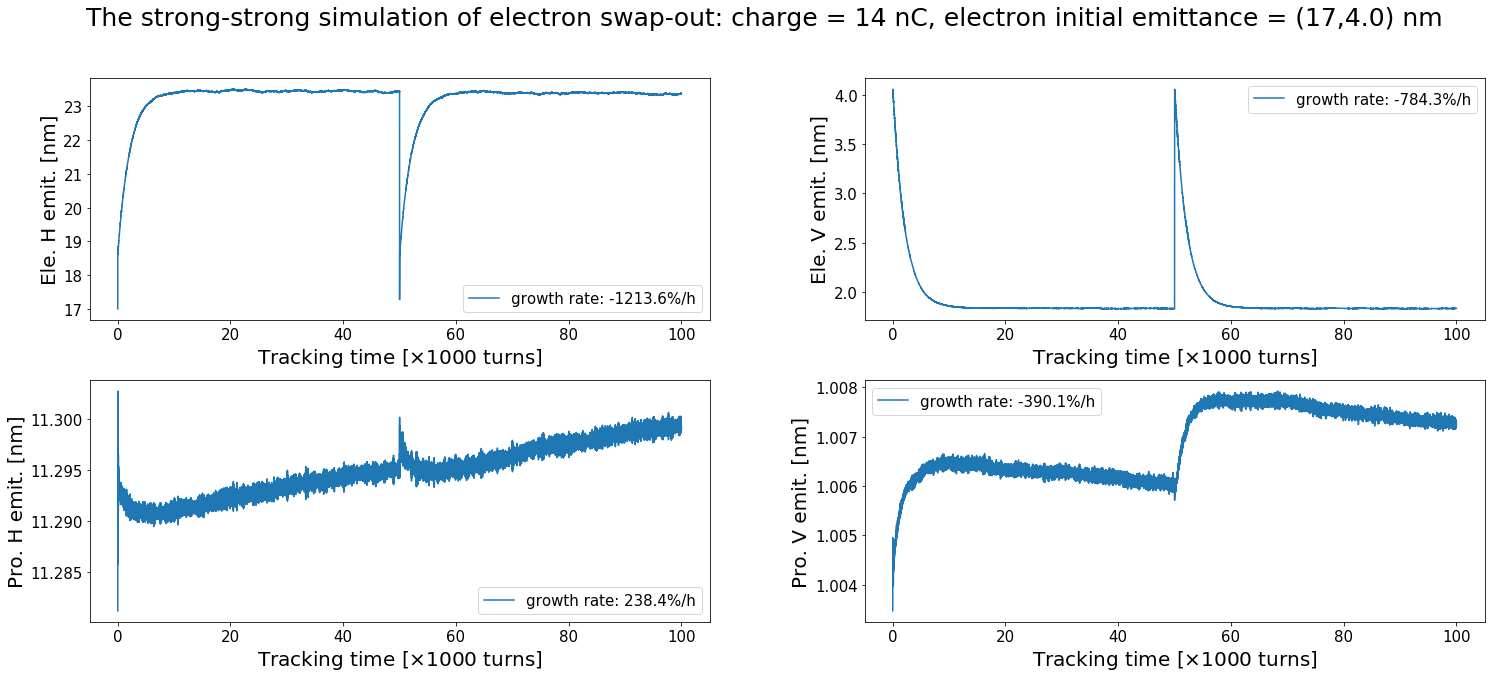 The strong-strong simulation of electron swap-out: charge = 14 nC, electron initial emittance = (17,4.0) nm
Ele. H emit. [nm]
23
22
21
20
19
18
17
growth rate: -1213.6%/h
0 20 40 60 80 100
Tracking time [×1000 turns]
Ele. V emit. [nm]
4.0
3.5
3.0
2.5
2.0
growth rate: -784.3%/h
0 20 40 60 80 100
Tracking time [×1000 turns]
Pro. H emit. [nm]
11.300
11.295
11.290
11.285
growth rate: 238.4%/h
0 20 40 60 80 100
Tracking time [×1000 turns]
Pro. V emit. [nm]
1.008
1.007
1.006
1.005
1.004
growth rate: -390.1%/h
0 20 40 60 80 100
Tracking time [×1000 turns]